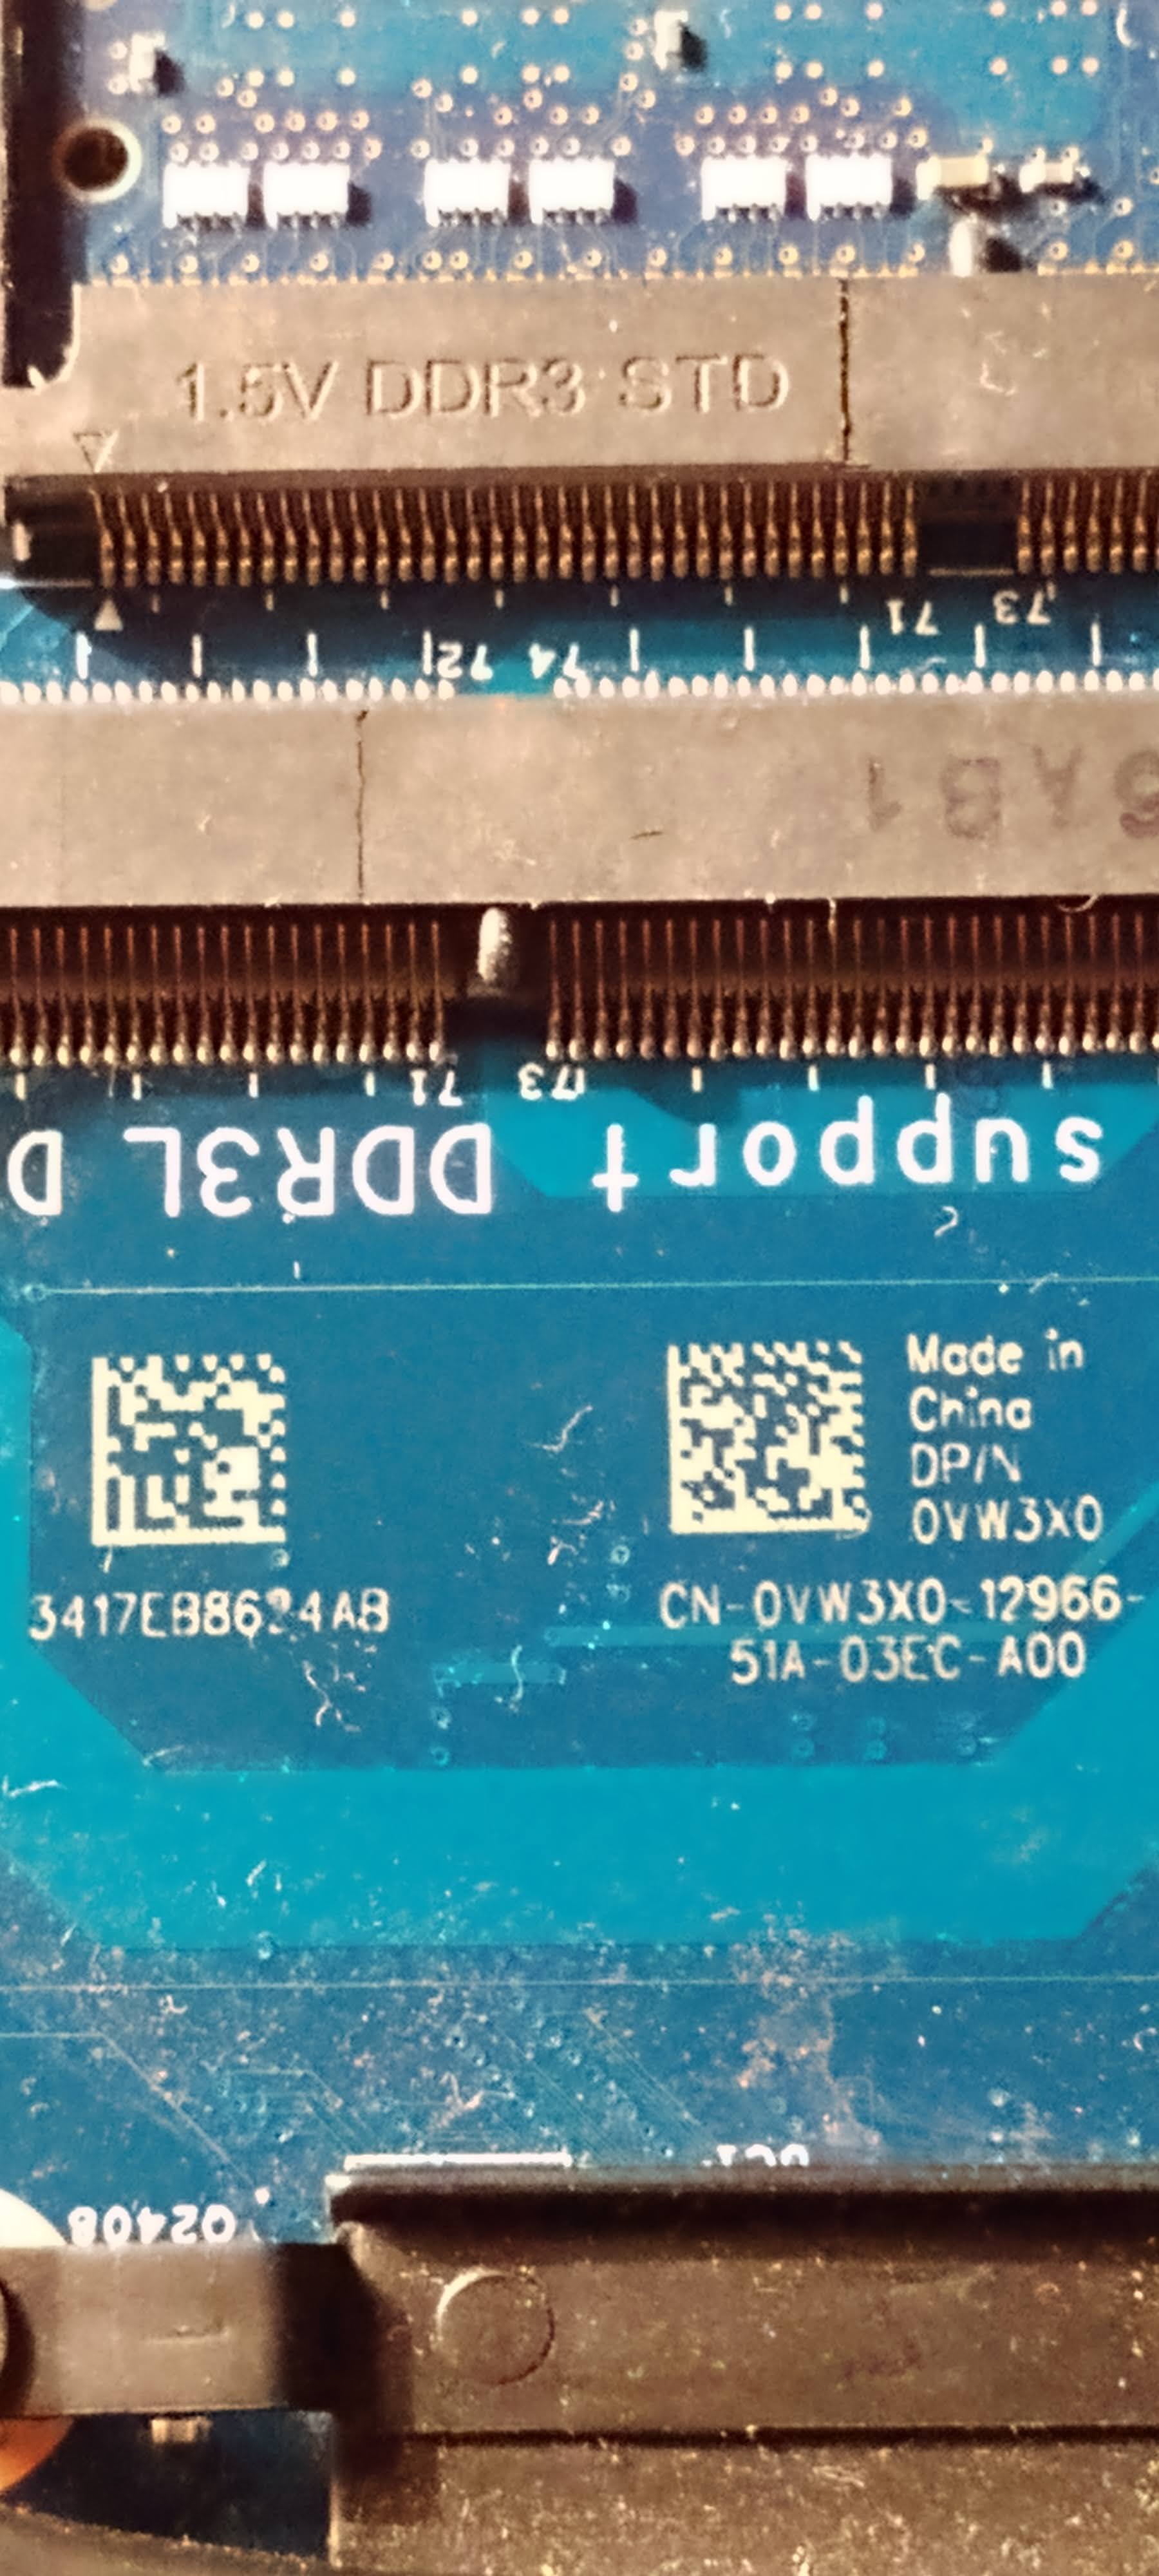 1.5V DDR3 STD
71 73
1
72 74
71 73
support DDR3L D
Made in
China
DP/N
0VW3X0
CN-0VW3X0-12966-
51A-03EC-A00
02408